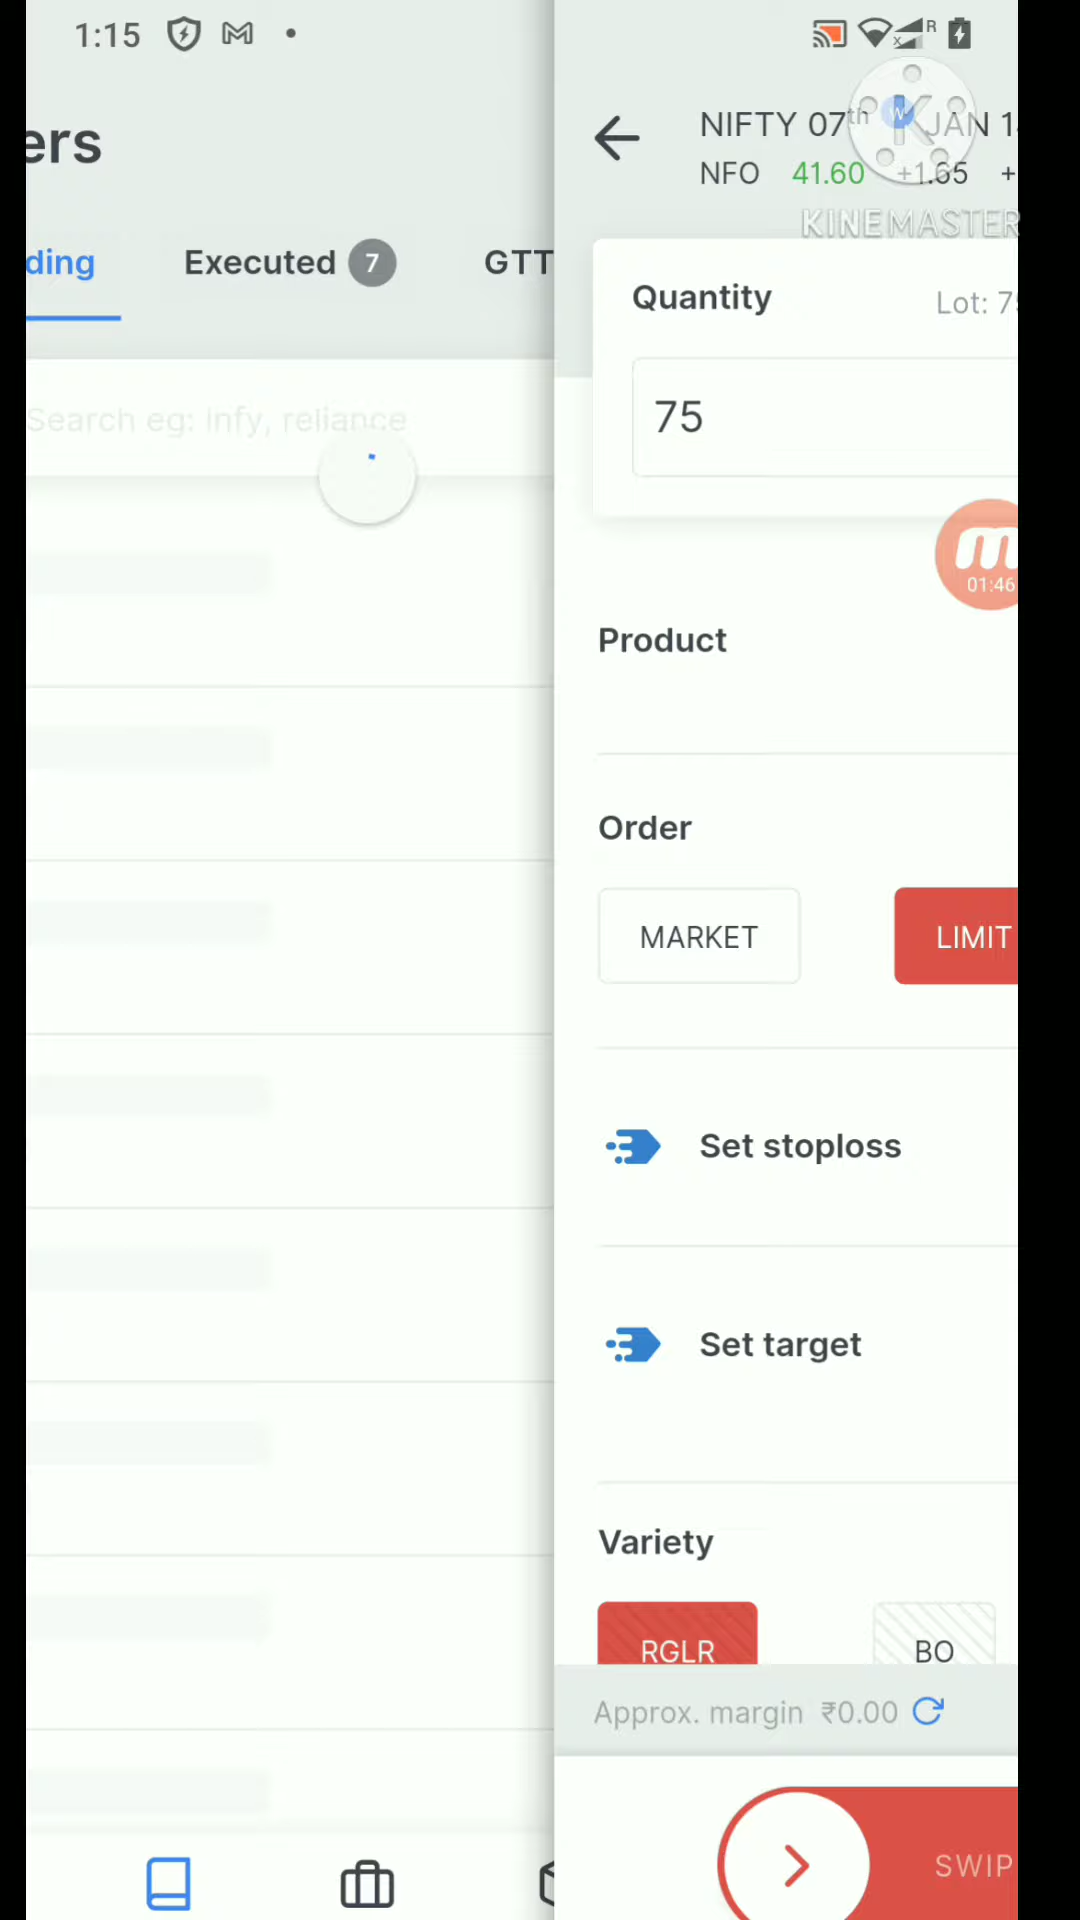 1:15
R
ers
ding
Executed 7
GTT
Search eg: infy, reliance
NIFTY 07th W JAN 1
NFO 41.60 +1.65 +
K
KINEMASTER
Quantity
Lot: 75
75
m
01:46
Product
Order
MARKET
LIMIT
Set stoploss
Set target
Variety
RGLR
BO
Approx. margin ₹0.00
SWIP